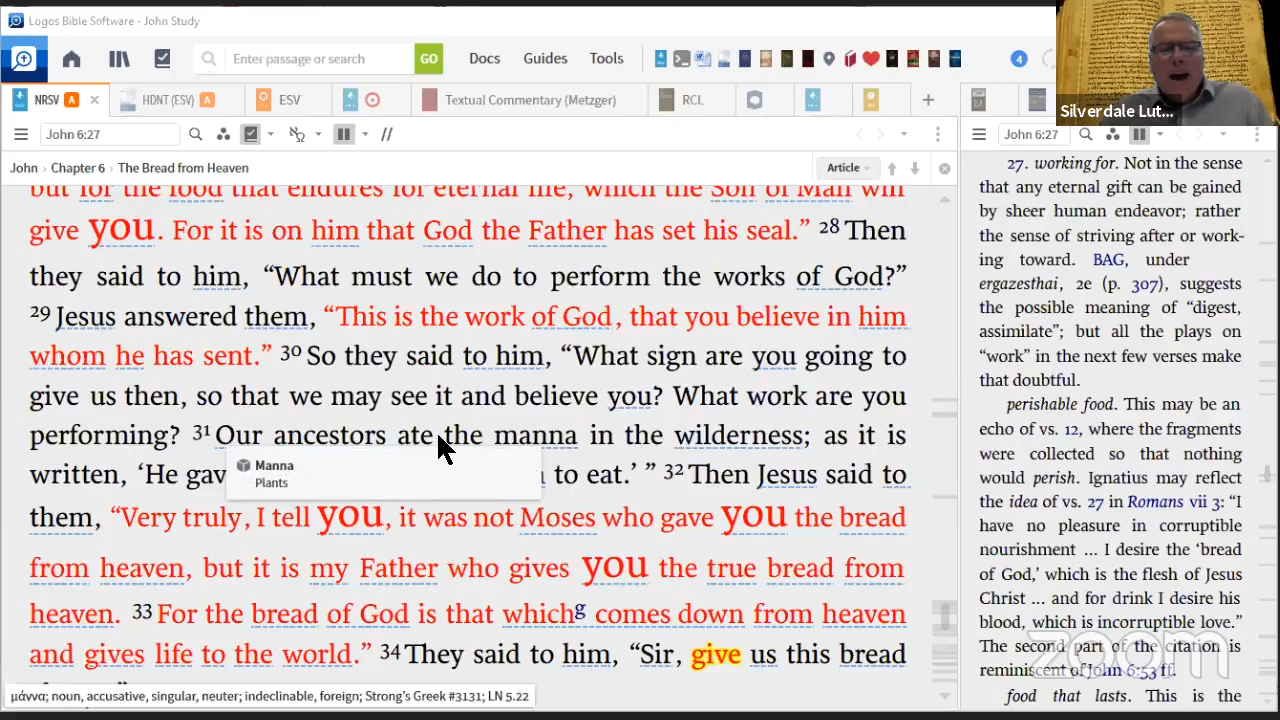 Logos Bible Software - John Study
Enter passage or search
GO
Docs
Guides
Tools
4
Silverdale Lut...
NRSV A
HDNT (ESV) A
ESV
Textual Commentary (Metzger)
RCL
John 6:27
John 6:27
John › Chapter 6 › The Bread from Heaven
Article
but for the food that endures for eternal life, which the Son of Man will
give you. For it is on him that God the Father has set his seal.” 28 Then
they said to him, “What must we do to perform the works of God?”
29 Jesus answered them, “This is the work of God, that you believe in him
whom he has sent.” 30 So they said to him, “What sign are you going to
give us then, so that we may see it and believe you? What work are you
performing? 31 Our ancestors ate the manna in the wilderness; as it is
written, ‘He gav
to eat.’ ” 32 Then Jesus said to
Manna
Plants
them, “Very truly, I tell you, it was not Moses who gave you the bread
from heaven, but it is my Father who gives you the true bread from
heaven. 33 For the bread of God is that which g comes down from heaven
and gives life to the world.” 34 They said to him, “Sir, give us this bread
μάννα; noun, accusative, singular, neuter; indeclinable, foreign; Strong’s Greek #3131; LN 5.22
27. working for. Not in the sense
that any eternal gift can be gained
by sheer human endeavor; rather
the sense of striving after or work-
ing toward. BAG, under
ergazesthai, 2e (p. 307), suggests
the possible meaning of “digest,
assimilate”; but all the plays on
“work” in the next few verses make
that doubtful.
perishable food. This may be an
echo of vs. 12, where the fragments
were collected so that nothing
would perish. Ignatius may reflect
the idea of vs. 27 in Romans vii 3: “I
have no pleasure in corruptible
nourishment ... I desire the ‘bread
of God,’ which is the flesh of Jesus
Christ ... and for drink I desire his
blood, which is incorruptible love.”
The second part of the citation is
reminiscent of John 6:53 ff.
food that lasts. This is the
zoom